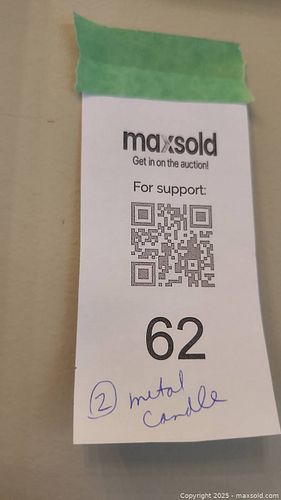 maxsold
Get in on the auction!
For support:
62
2 metal
candle
Copyright © 2025 - maxsold.com